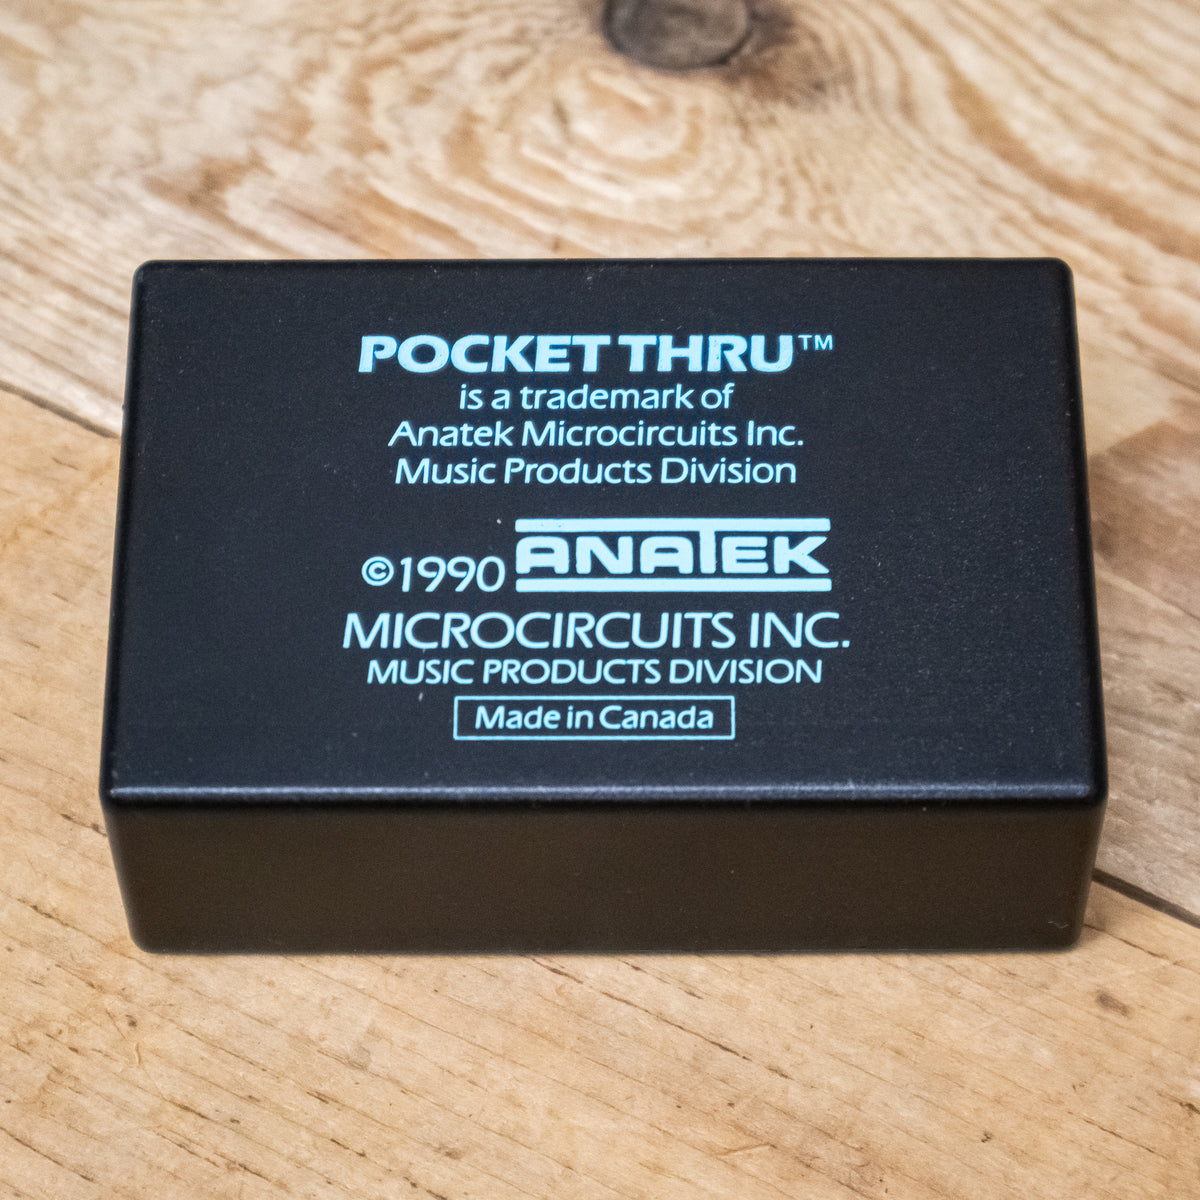 POCKET THRU™
is a trademark of
Anatek Microcircuits Inc.
Music Products Division
©1990 ANATEK
MICROCIRCUITS INC.
MUSIC PRODUCTS DIVISION
Made in Canada